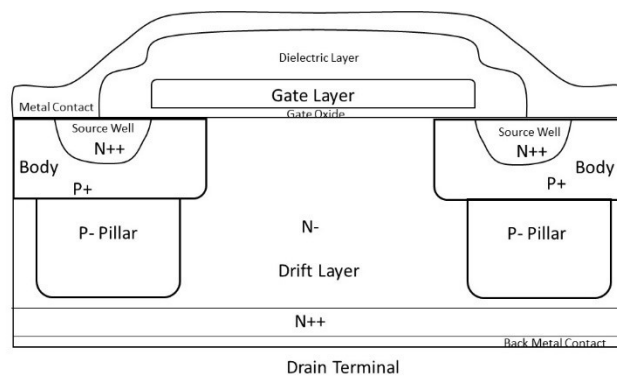 Dielectric Layer
Gate Layer
Metal Contact
Gate Oxide
Source Well
N++
Body
P+
Source Well
N++
Body
P+
P- Pillar
N-
P- Pillar
Drift Layer
N++
Back Metal Contact
Drain Terminal